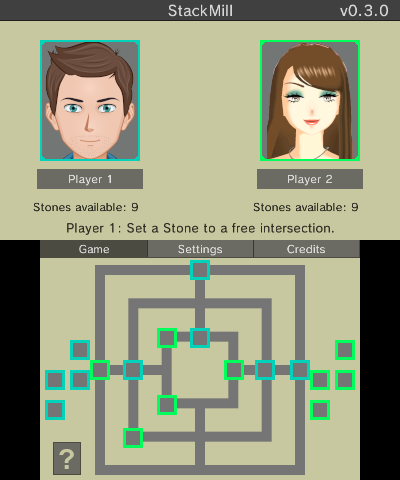 StackMill v0.3.0
Player 1 Player 2
Stones available: 9 Stones available: 9
Player 1: Set a Stone to a free intersection.
Game Settings Credits
?